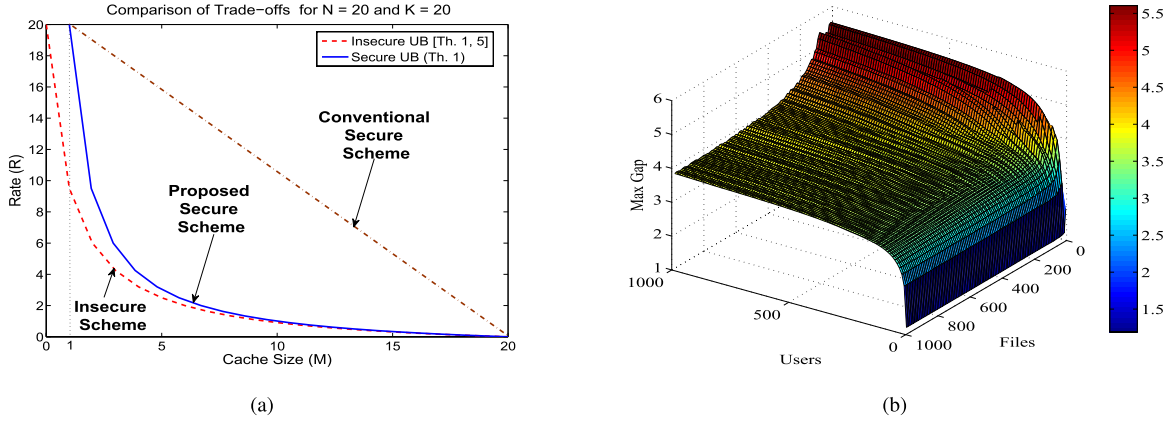 Comparison of Trade-offs for N = 20 and K = 20
Insecure UB [Th. 1, 5]
Secure UB (Th. 1)
Conventional
Secure
Scheme
Proposed
Secure
Scheme
Insecure
Scheme
Rate (R)
20
18
16
14
12
10
8
6
4
2
0
0
1
5
10
15
20
Cache Size (M)
(a)
Max Gap
6
5
4
3
2
1
1000
500
0
Users
1000
800
600
400
200
0
Files
5.5
5
4.5
4
3.5
3
2.5
2
1.5
(b)